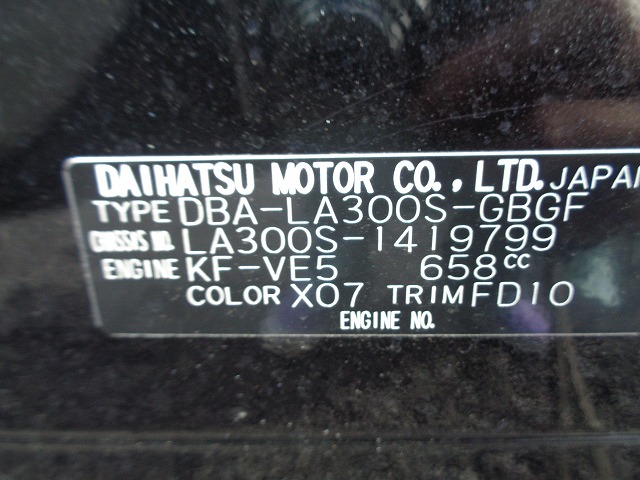 DAIHATSU MOTOR CO., LTD. JAPAN
TYPE DBA-LA300S-GBGF
CHASSIS NO. LA300S-1419799
ENGINE KF-VE5 658cc
COLOR X07 TRIM FD10
ENGINE NO.